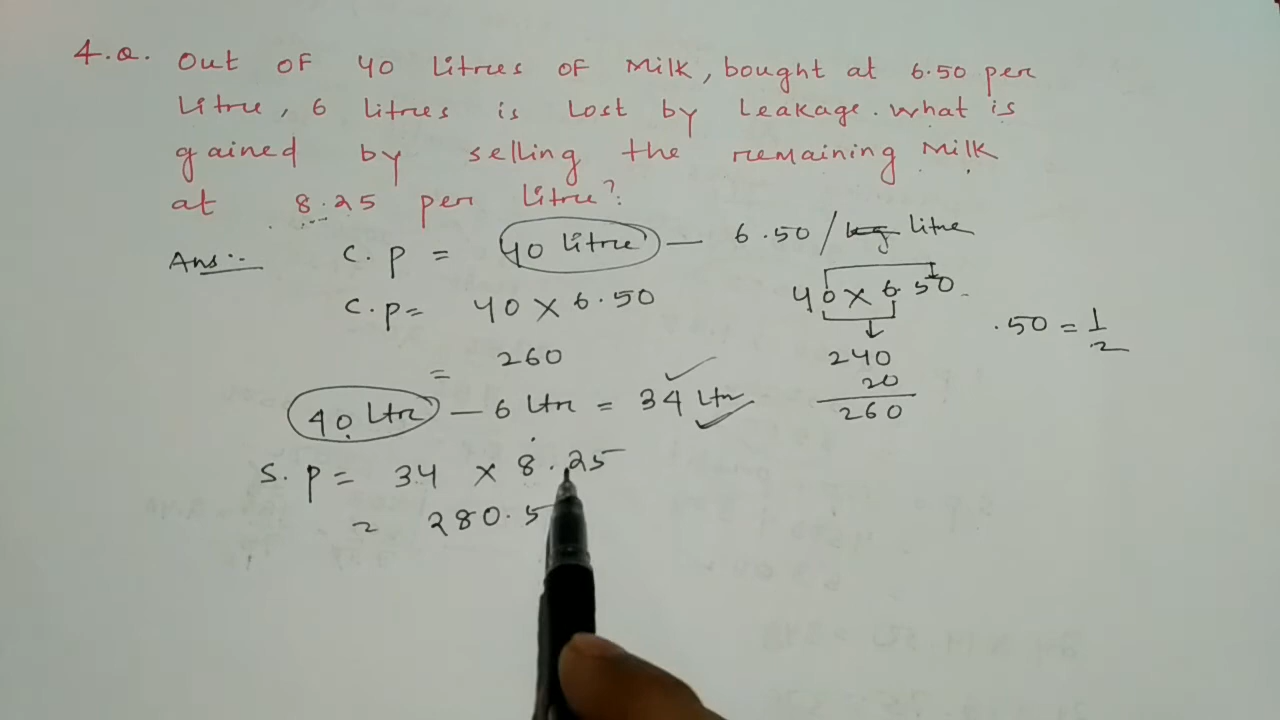 4.Q. Out OF 40 Litres OF Milk, bought at 6.50 per
Litre, 6 litres is Lost by Leakage. What is
gained by selling the remaining Milk
at 8.25 per litre?
Ans:- C.P = 40 litre — 6.50/kg litre
C.P = 40 X 6.50
40 X 6.50
.50 = 1/2
= 260
240
20
260
40 Ltr — 6 Ltr = 34 Ltr
S.P = 34 X 8.25
= 280.5